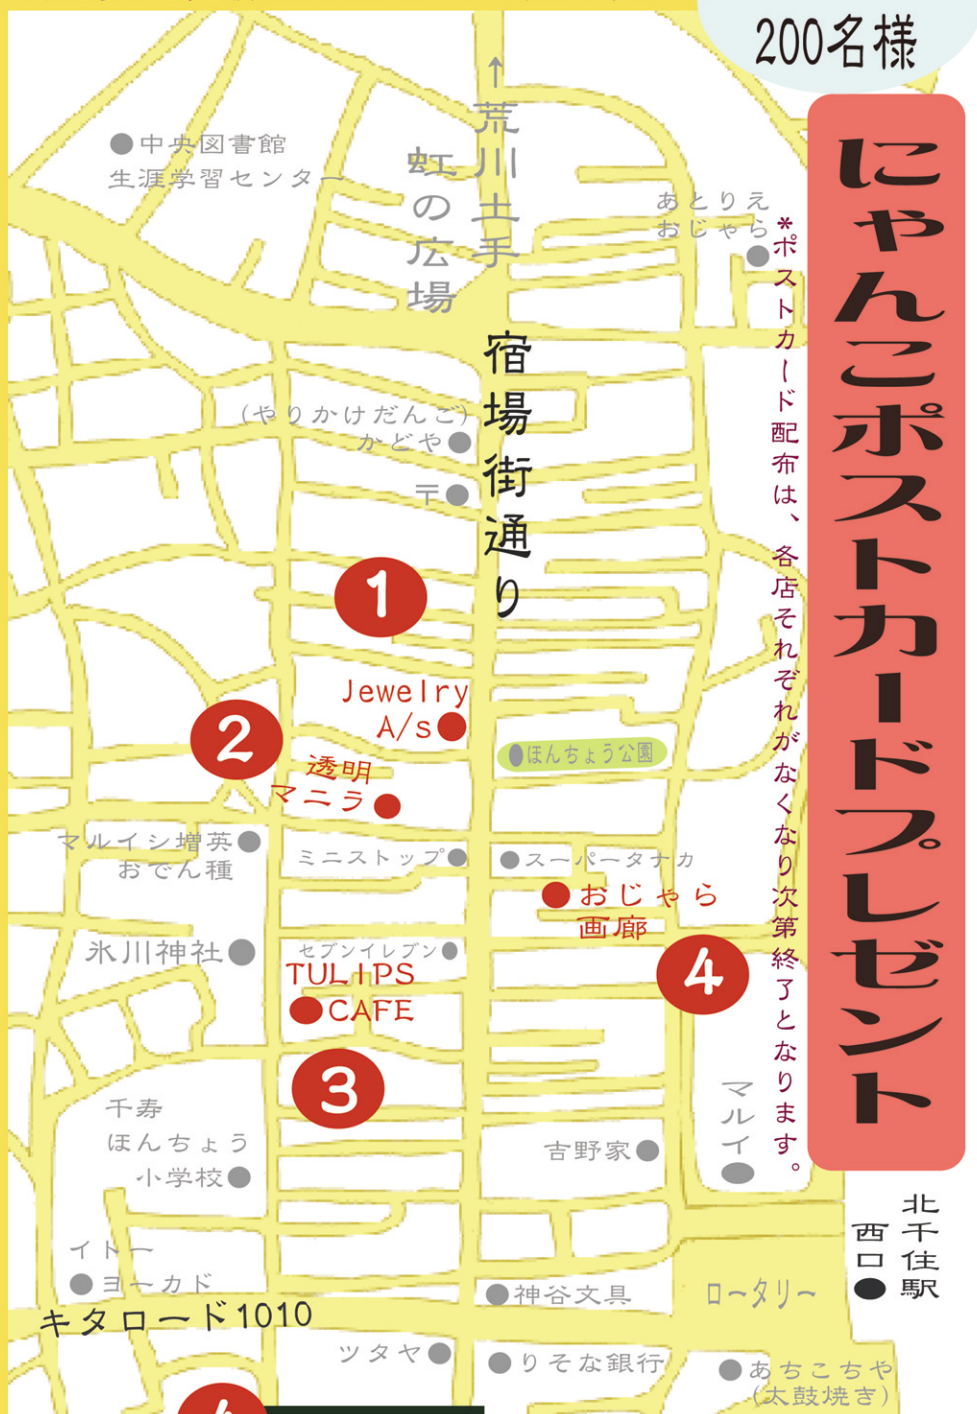 200名様
にゃんこポストカードプレゼント
*ポストカード配布は、各店それぞれがなくなり次第終了となります。
↑荒川土手
虹の広場
●中央図書館
生涯学習センター
あとりえ
おじゃら
●
宿場街通り
(やりかけだんご)
かどや●
〒●
1
Jewelry
A/s●
2
透明
マニラ●
●ほんちょう公園
マルイシ増英●
おでん種
ミニストップ●
●スーパータナカ
●おじゃら
画廊
氷川神社●
セブンイレブン●
TULIPS
●CAFE
4
3
千寿
ほんちょう
小学校●
吉野家●
マルイ●
北千住駅
西口●
イトー
●ヨーカド
●神谷文具
ロータリー
キタロード1010
ツタヤ●
●りそな銀行
●あちこちや
(太鼓焼き)